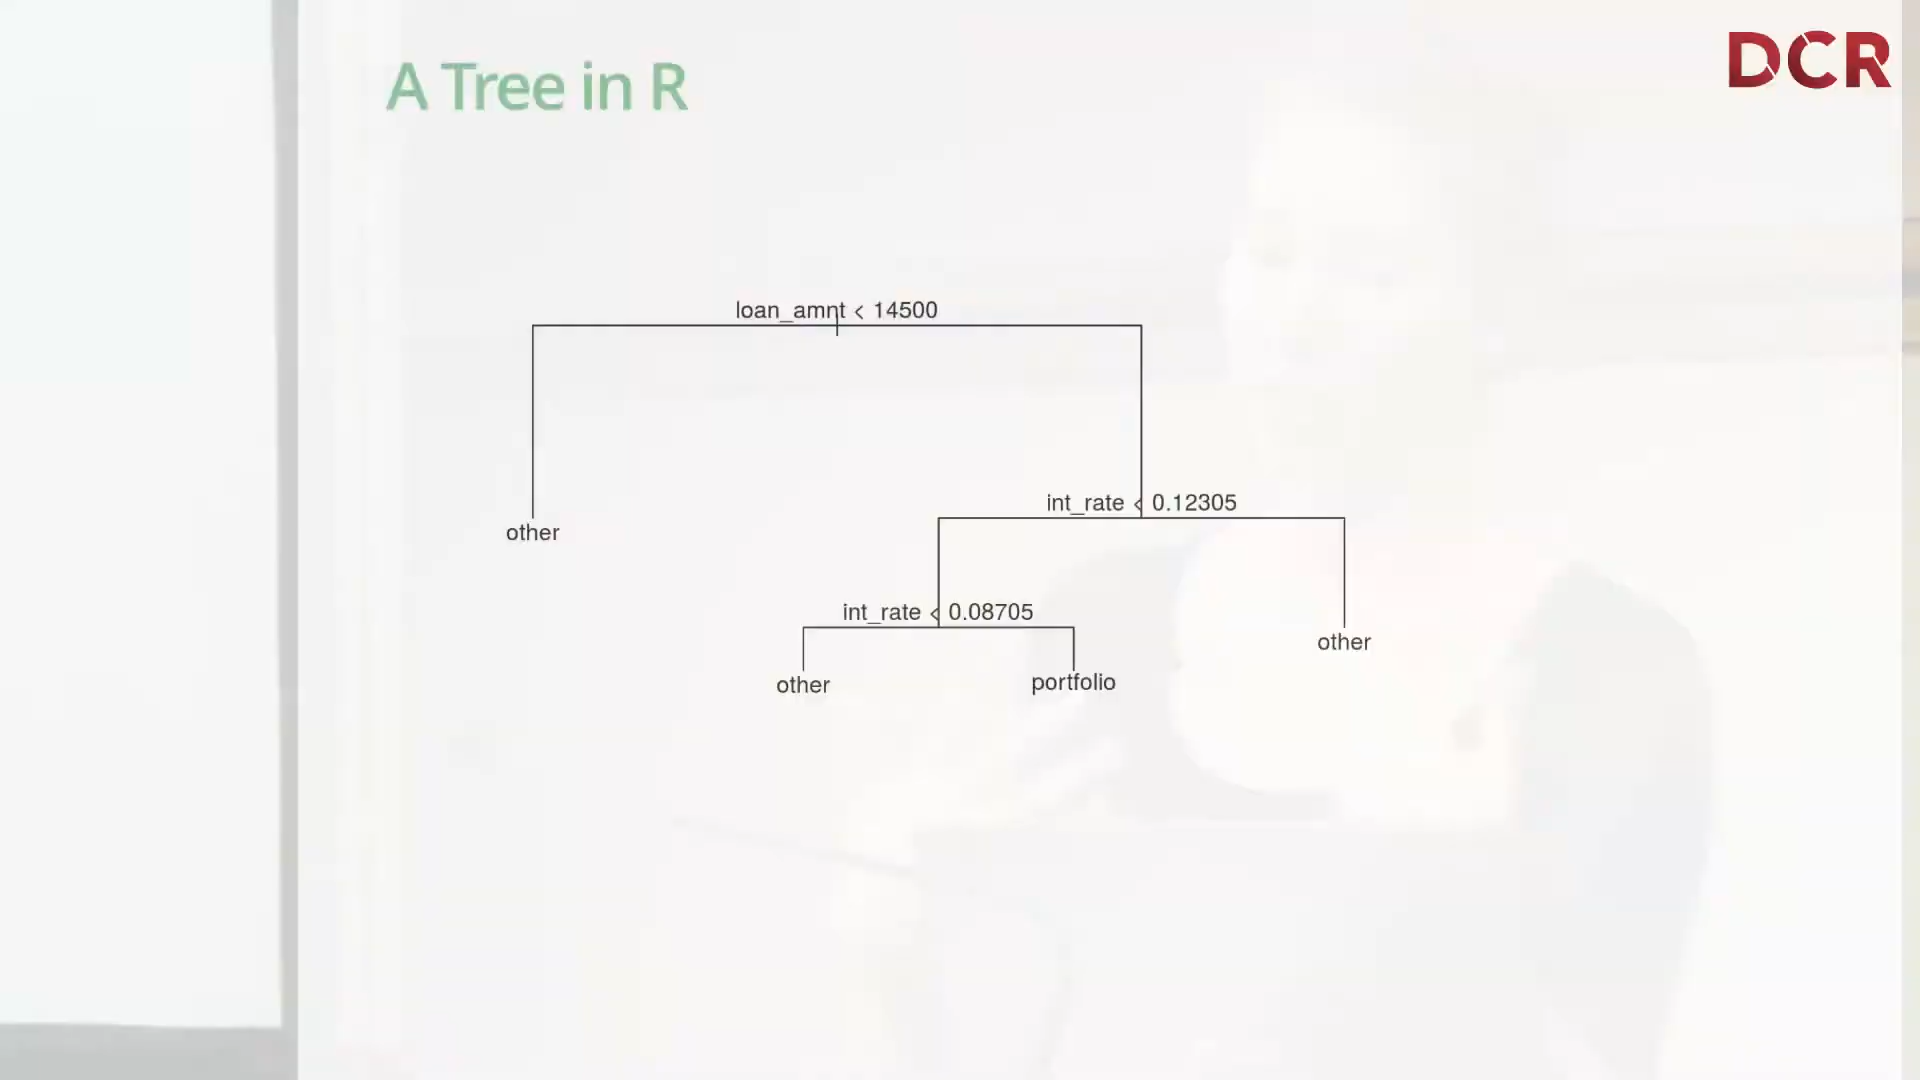 DCR
A Tree in R
loan_amnt < 14500
int_rate < 0.12305
other
int_rate < 0.08705
other
other
portfolio